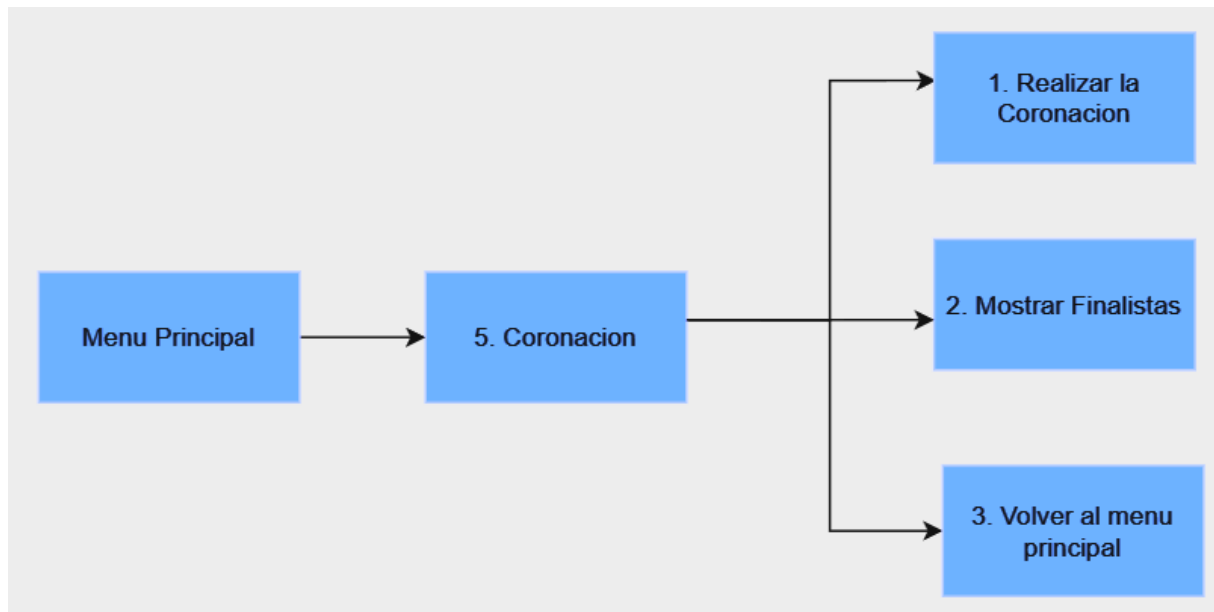 Menu Principal
5. Coronacion
1. Realizar la
Coronacion
2. Mostrar Finalistas
3. Volver al menu
principal